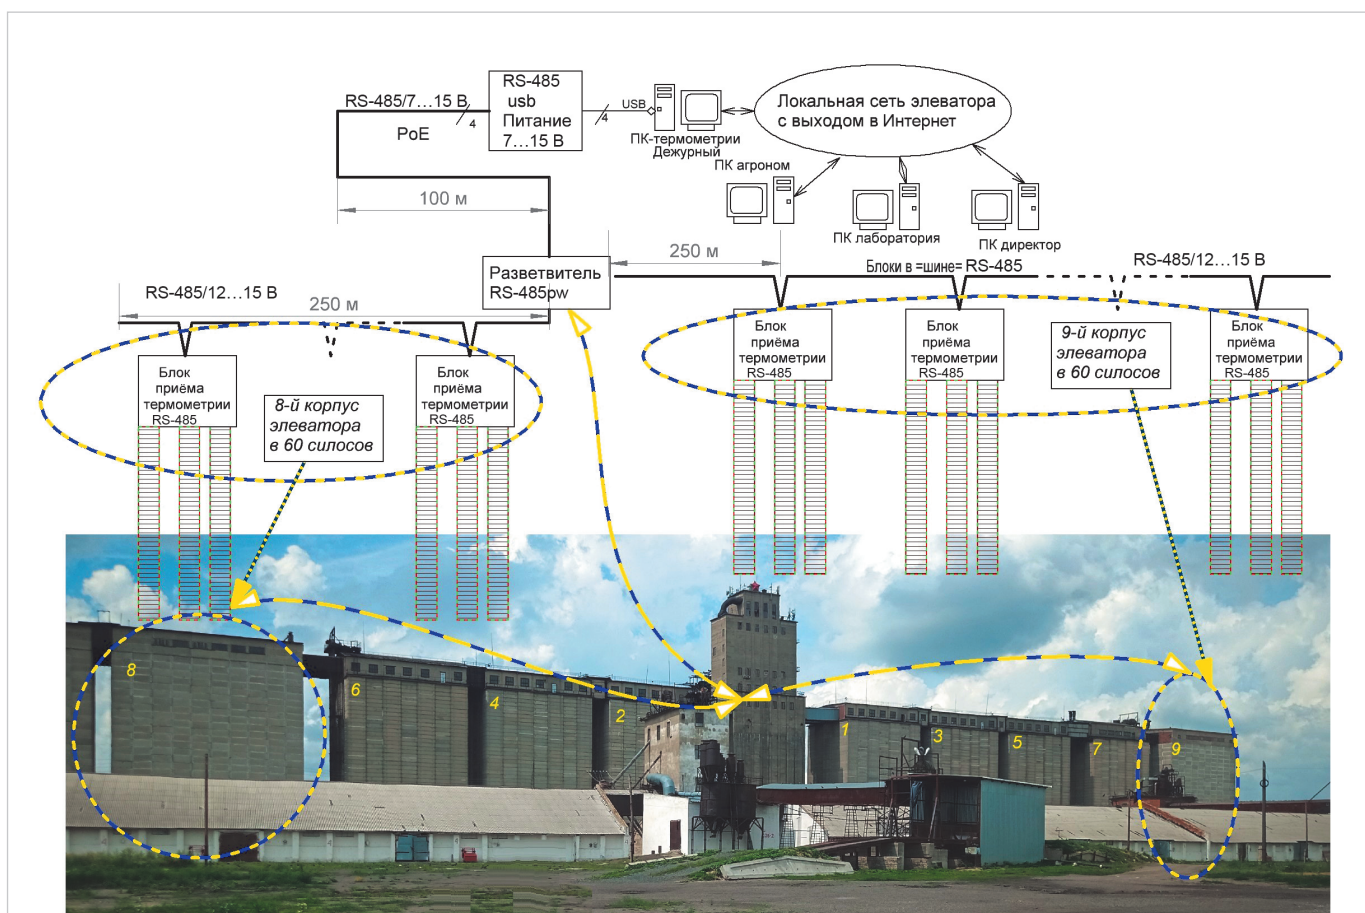 RS-485/7...15 В
4
PoE
RS-485
usb
Питание
7...15 В
4
USB
ПК-термометрии
Дежурный
Локальная сеть элеватора
с выходом в Интернет
ПК агроном
ПК лаборатория
ПК директор
100 м
Разветвитель
RS-485pw
250 м
Блоки в =шине= RS-485
RS-485/12...15 В
RS-485/12...15 В
250 м
Блок
приёма
термометрии
RS-485
Блок
приёма
термометрии
RS-485
9-й корпус
элеватора
в 60 силосов
Блок
приёма
термометрии
RS-485
Блок
приёма
термометрии
RS-485
8-й корпус
элеватора
в 60 силосов
Блок
приёма
термометрии
RS-485
8
6
4
2
1
3
5
7
9